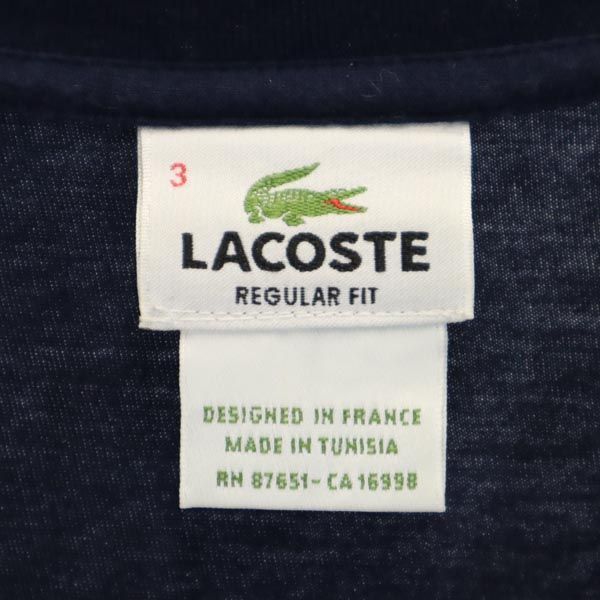 3
LACOSTE
REGULAR FIT
DESIGNED IN FRANCE
MADE IN TUNISIA
RN 87651-CA 16998